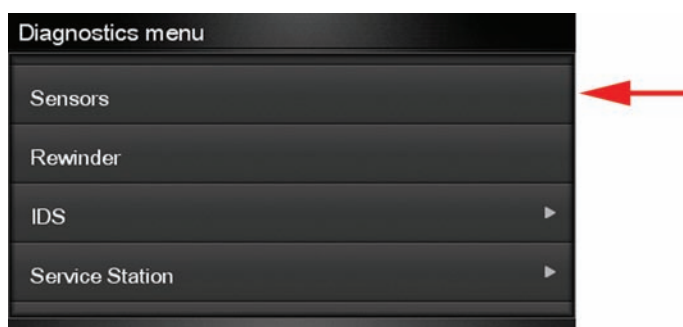 Diagnostics menu
Sensors
Rewinder
IDS
Service Station